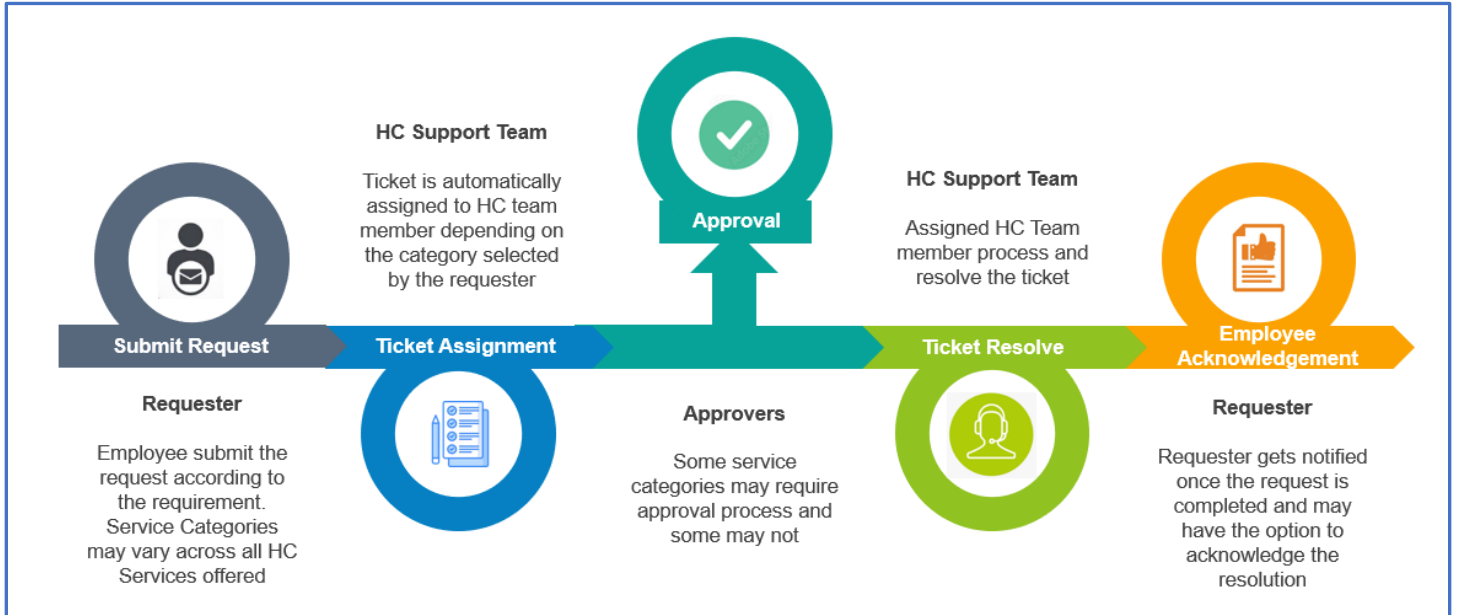 Submit Request
Requester
Employee submit the
request according to
the requirement.
Service Categories
may vary across all HC
Services offered
HC Support Team
Ticket is automatically
assigned to HC team
member depending on
the category selected
by the requester
Ticket Assignment
Approval
Approvers
Some service
categories may require
approval process and
some may not
HC Support Team
Assigned HC Team
member process and
resolve the ticket
Ticket Resolve
Employee
Acknowledgement
Requester
Requester gets notified
once the request is
completed and may
have the option to
acknowledge the
resolution